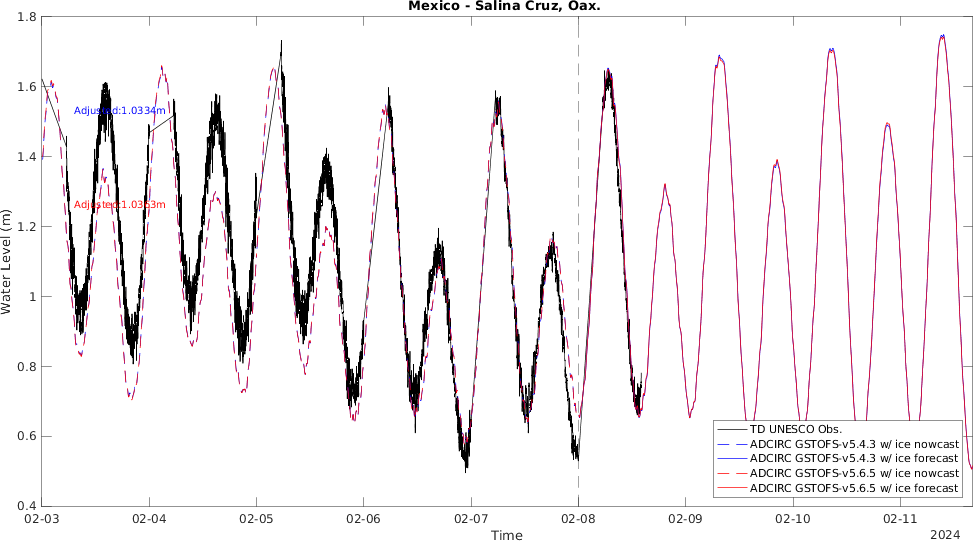 Mexico - Salina Cruz, Oax.
Water Level (m)
1.8
1.6
1.4
1.2
1
0.8
0.6
0.4
Adjusted:1.0334m
Adjusted:1.0363m
TD UNESCO Obs.
ADCIRC GSTOFS-v5.4.3 w/ ice nowcast
ADCIRC GSTOFS-v5.4.3 w/ ice forecast
ADCIRC GSTOFS-v5.6.5 w/ ice nowcast
ADCIRC GSTOFS-v5.6.5 w/ ice forecast
02-03 02-04 02-05 02-06 02-07 02-08 02-09 02-10 02-11
Time
2024